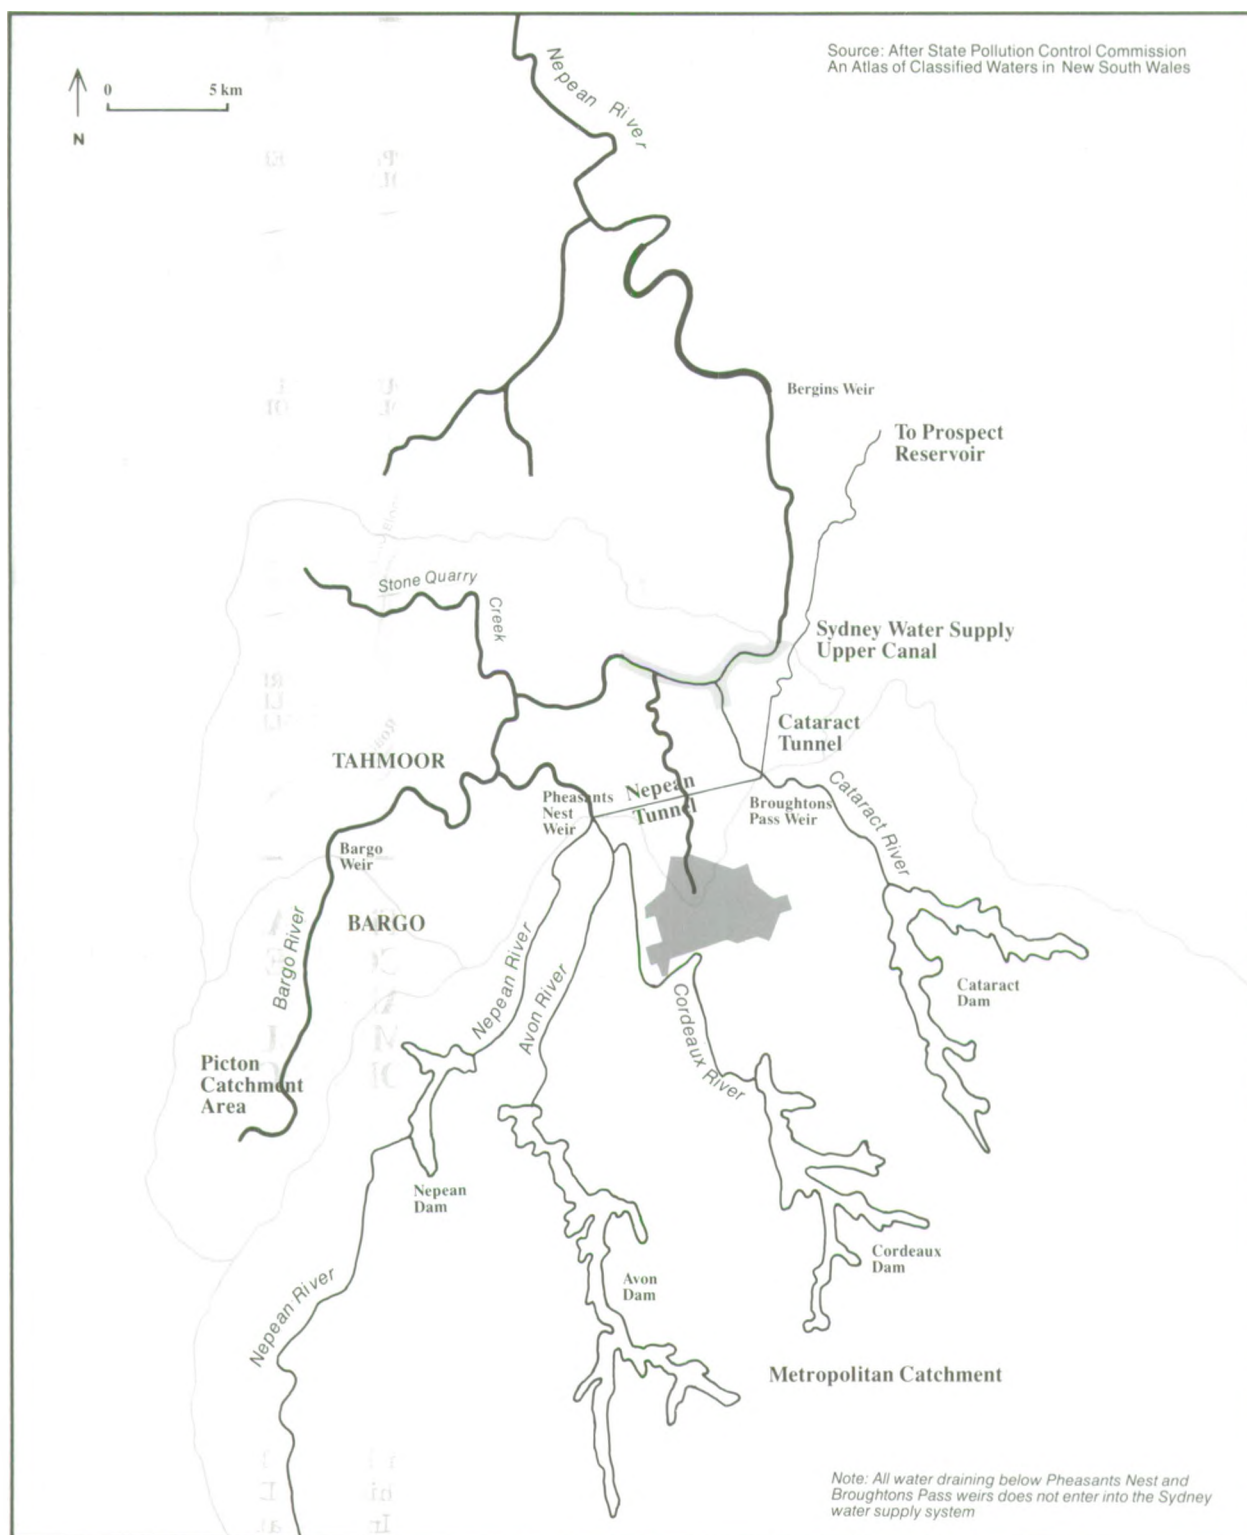 Source: After State Pollution Control Commission
An Atlas of Classified Waters in New South Wales
0 5 km
N
Nepean River
Bergins Weir
To Prospect
Reservoir
Stone Quarry
Creek
Sydney Water Supply
Upper Canal
Cataract
Tunnel
TAHMOOR
Pheasants
Nest
Weir
Nepean
Tunnel
Broughtons
Pass Weir
Cataract River
Bargo
Weir
BARGO
Bargo River
Nepean River
Avon River
Cordeaux River
Cataract
Dam
Picton
Catchment
Area
Nepean
Dam
Cordeaux
Dam
Avon
Dam
Nepean River
Metropolitan Catchment
Note: All water draining below Pheasants Nest and
Broughtons Pass weirs does not enter into the Sydney
water supply system